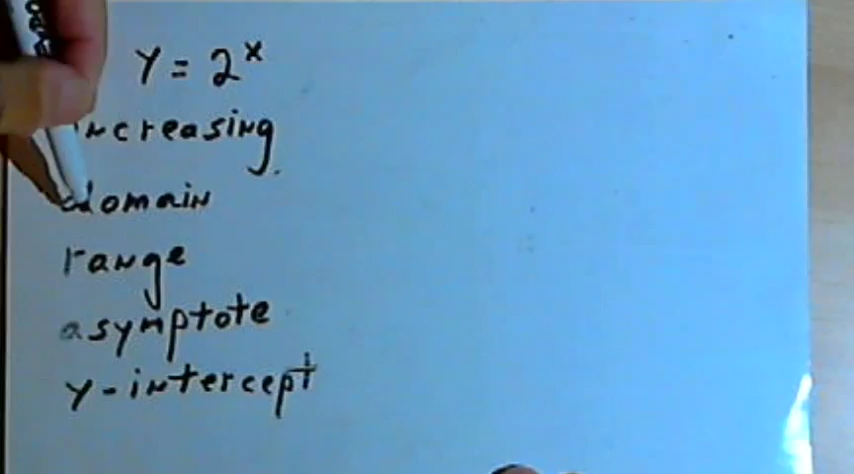 y = 2ˣ
increasing
domain
range
asymptote
y-intercept